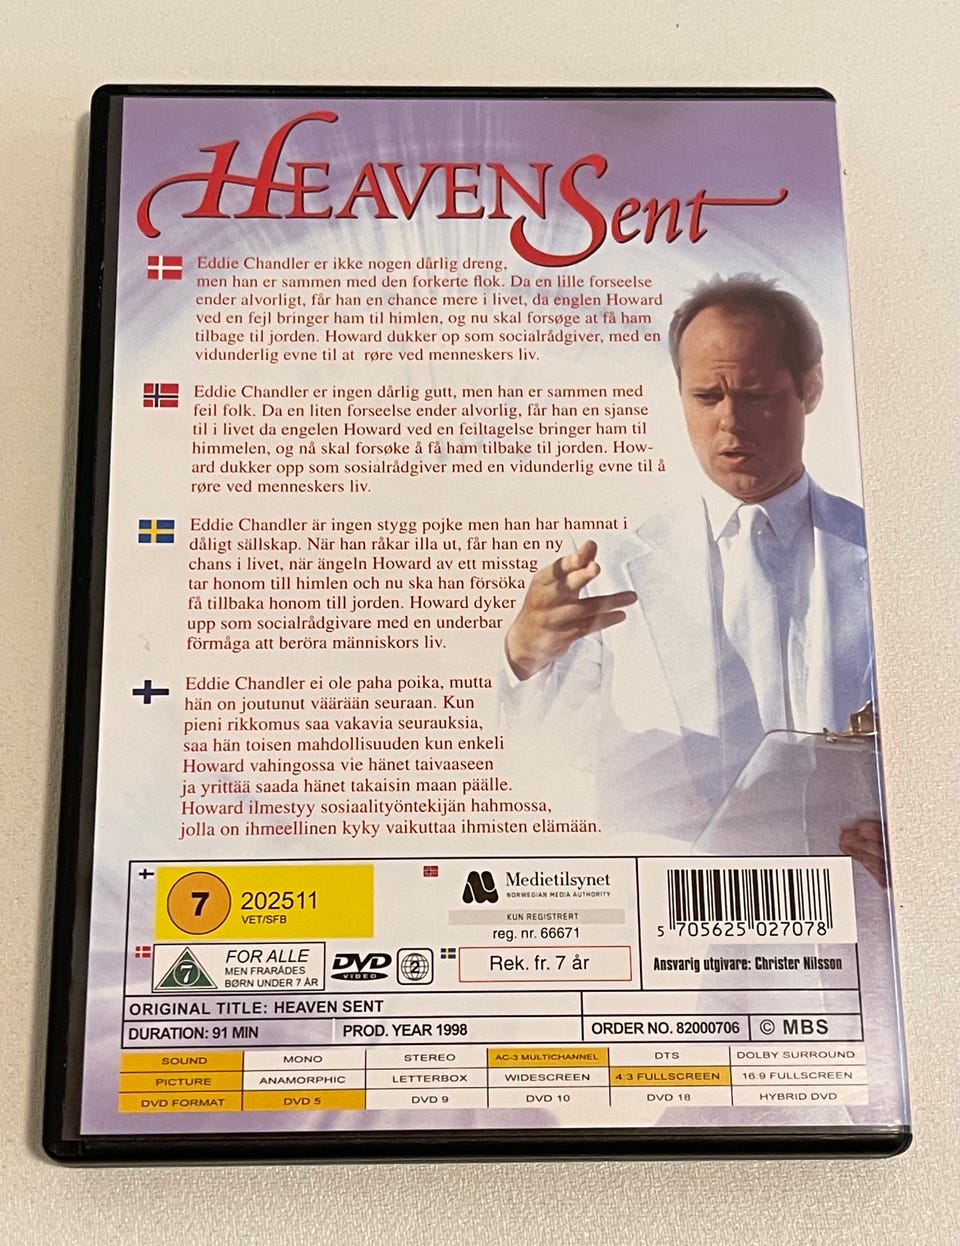 HEAVEN Sent
Eddie Chandler er ikke nogen dårlig dreng,
men han er sammen med den forkerte flok. Da en lille forseelse
ender alvorligt, får han en chance mere i livet, da englen Howard
ved en fejl bringer ham til himlen, og nu skal forsøge at få ham
tilbage til jorden. Howard dukker op som socialrådgiver, med en
vidunderlig evne til at røre ved menneskers liv.
Eddie Chandler er ingen dårlig gutt, men han er sammen med
feil folk. Da en liten forseelse ender alvorlig, får han en sjanse
til i livet da engelen Howard ved en feiltagelse bringer ham til
himmelen, og nå skal forsøke å få ham tilbake til jorden. How-
ard dukker opp som sosialrådgiver med en vidunderlig evne til å
røre ved menneskers liv.
Eddie Chandler är ingen stygg pojke men han har hamnat i
dåligt sällskap. När han råkar illa ut, får han en ny
chans i livet, när ängeln Howard av ett misstag
tar honom till himlen och nu ska han försöka
få tillbaka honom till jorden. Howard dyker
upp som socialrådgivare med en underbar
förmåga att beröra människors liv.
Eddie Chandler ei ole paha poika, mutta
hän on joutunut väärään seuraan. Kun
pieni rikkomus saa vakavia seurauksia,
saa hän toisen mahdollisuuden kun enkeli
Howard vahingossa vie hänet taivaaseen
ja yrittää saada hänet takaisin maan päälle.
Howard ilmestyy sosiaalityöntekijän hahmossa,
jolla on ihmeellinen kyky vaikuttaa ihmisten elämään.
7 202511
VET/SFB
Medietilsynet
NORWEGIAN MEDIA AUTHORITY
KUN REGISTRERT
reg. nr. 66671
5 705625 027078
7 FOR ALLE
MEN FRARÅDES
BØRN UNDER 7 ÅR
DVD
VIDEO
2
Rek. fr. 7 år
Ansvarig utgivare: Christer Nilsson
ORIGINAL TITLE: HEAVEN SENT
DURATION: 91 MIN PROD. YEAR 1998 ORDER NO. 82000706 © MBS
SOUND MONO STEREO AC-3 MULTICHANNEL DTS DOLBY SURROUND
PICTURE ANAMORPHIC LETTERBOX WIDESCREEN 4:3 FULLSCREEN 16:9 FULLSCREEN
DVD FORMAT DVD 5 DVD 9 DVD 10 DVD 18 HYBRID DVD